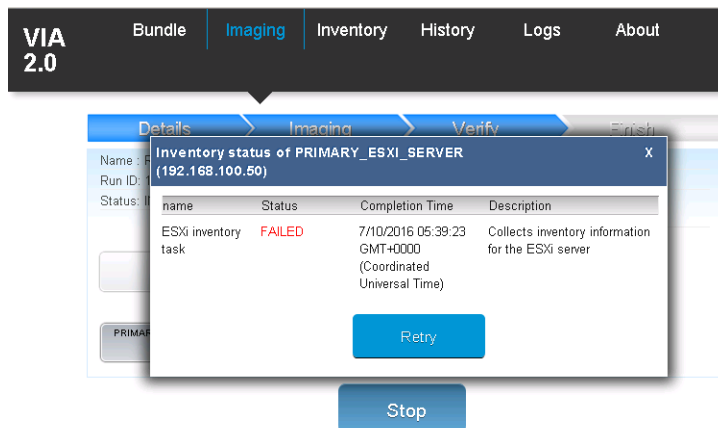 VIA 2.0
Bundle Imaging Inventory History Logs About
Details Imaging Verify Finish
Name :
Run ID: 1
Status:
Inventory status of PRIMARY_ESXI_SERVER (192.168.100.50) X
name Status Completion Time Description
ESXi inventory task FAILED 7/10/2016 05:39:23 GMT+0000 (Coordinated Universal Time) Collects inventory information for the ESXi server
Retry
Stop